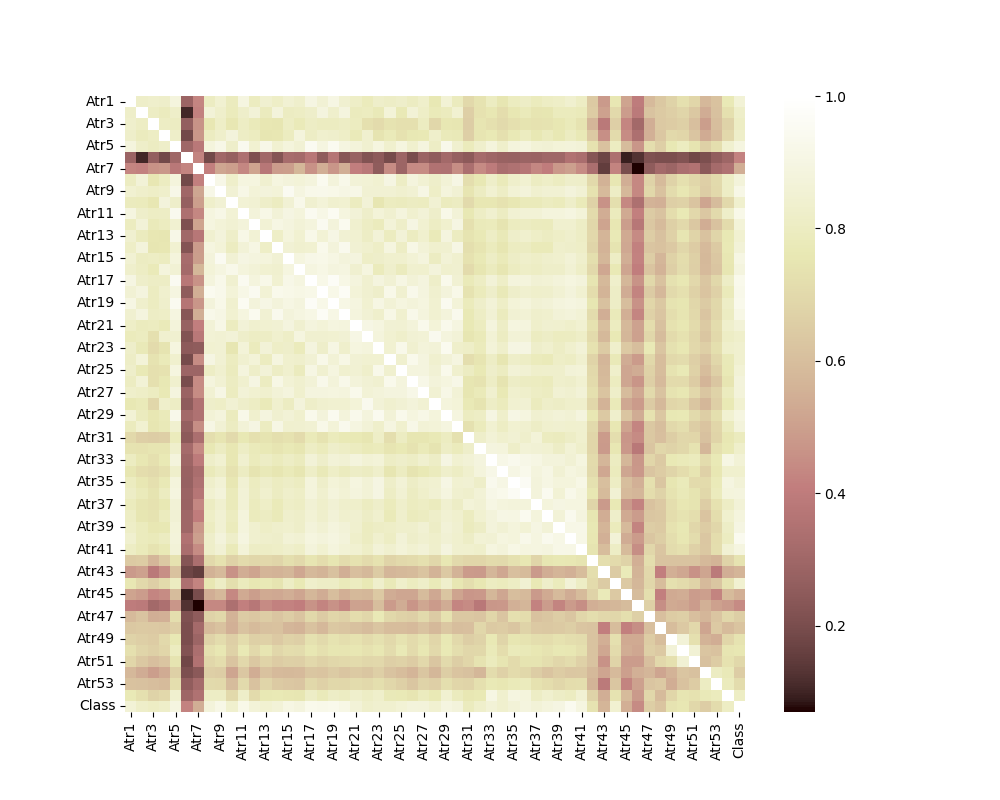 Atr1
Atr3
Atr5
Atr7
Atr9
Atr11
Atr13
Atr15
Atr17
Atr19
Atr21
Atr23
Atr25
Atr27
Atr29
Atr31
Atr33
Atr35
Atr37
Atr39
Atr41
Atr43
Atr45
Atr47
Atr49
Atr51
Atr53
Class
Atr1
Atr3
Atr5
Atr7
Atr9
Atr11
Atr13
Atr15
Atr17
Atr19
Atr21
Atr23
Atr25
Atr27
Atr29
Atr31
Atr33
Atr35
Atr37
Atr39
Atr41
Atr43
Atr45
Atr47
Atr49
Atr51
Atr53
Class
1.0
0.8
0.6
0.4
0.2